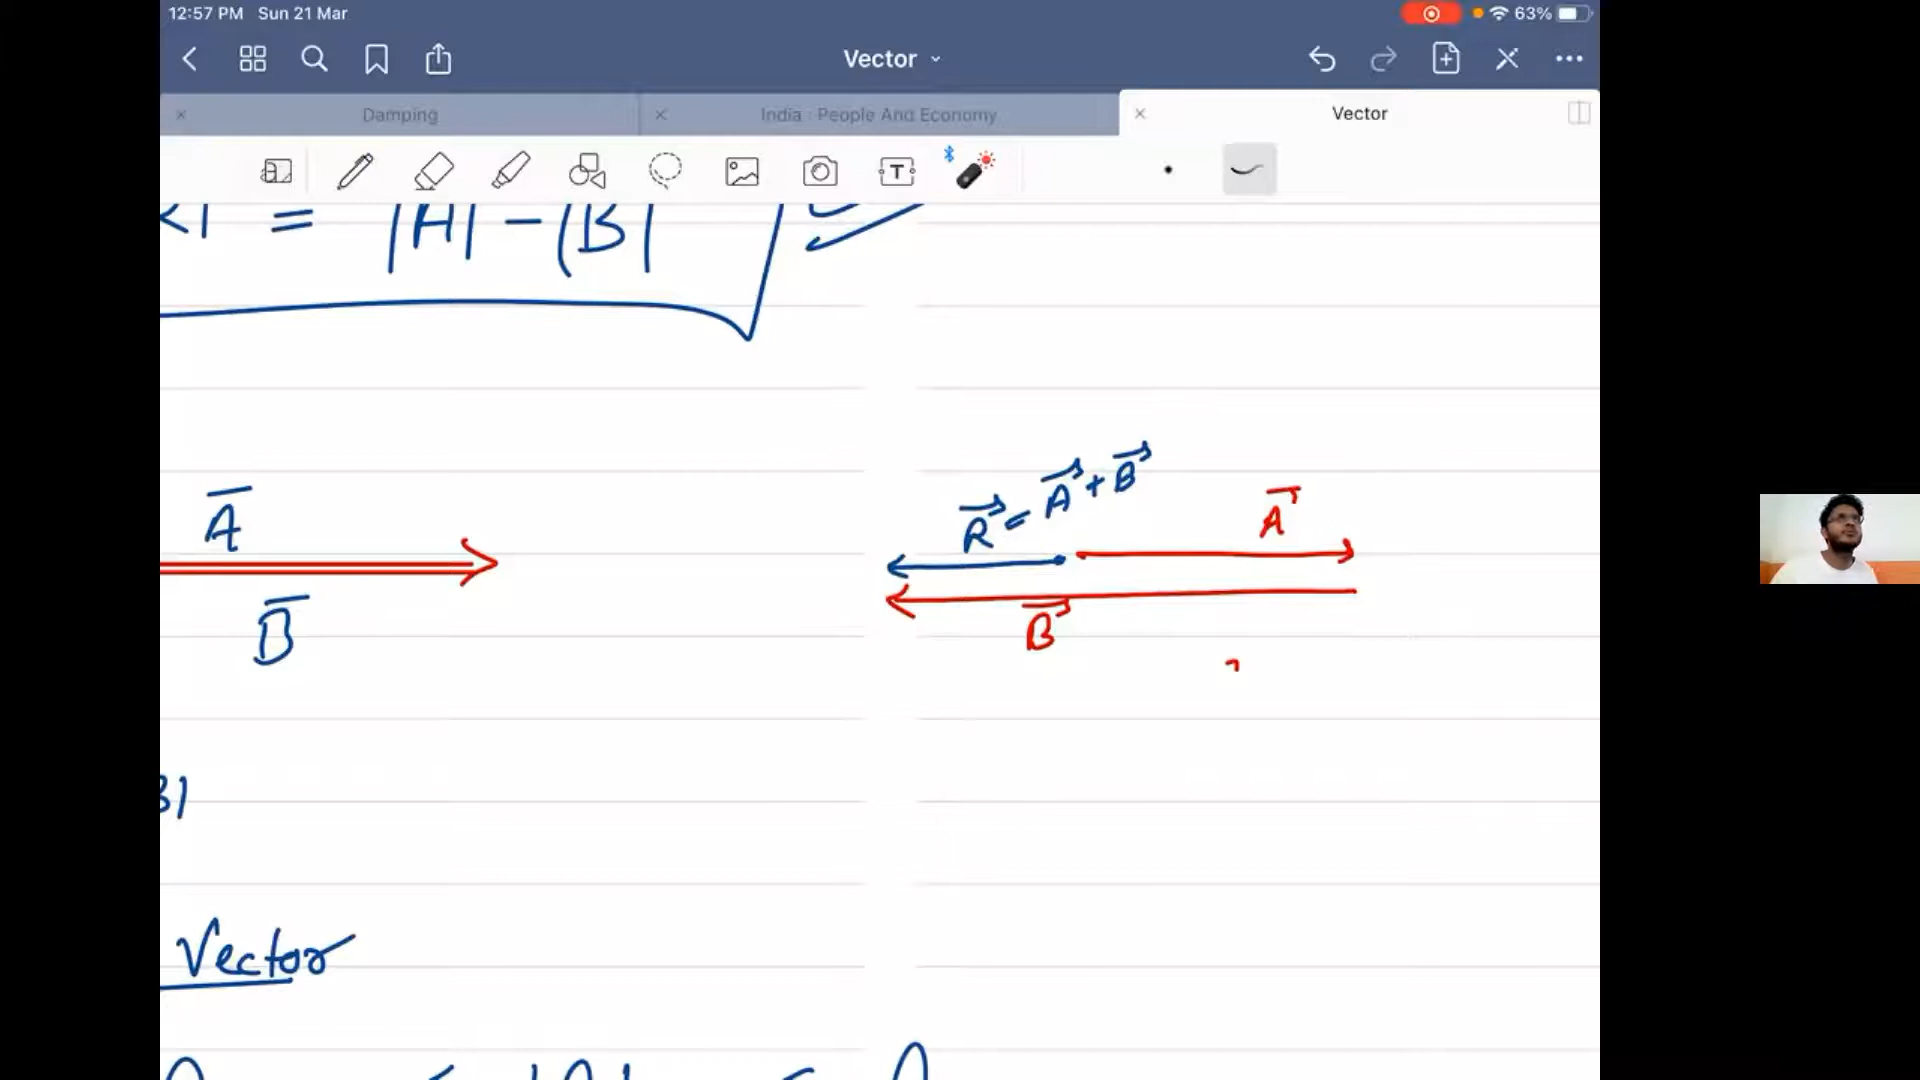 12:57 PM Sun 21 Mar
63%
Vector
Damping
India : People And Economy
Vector
T
= |A| - |B|
R = A + B
A
A
B
B
Vector